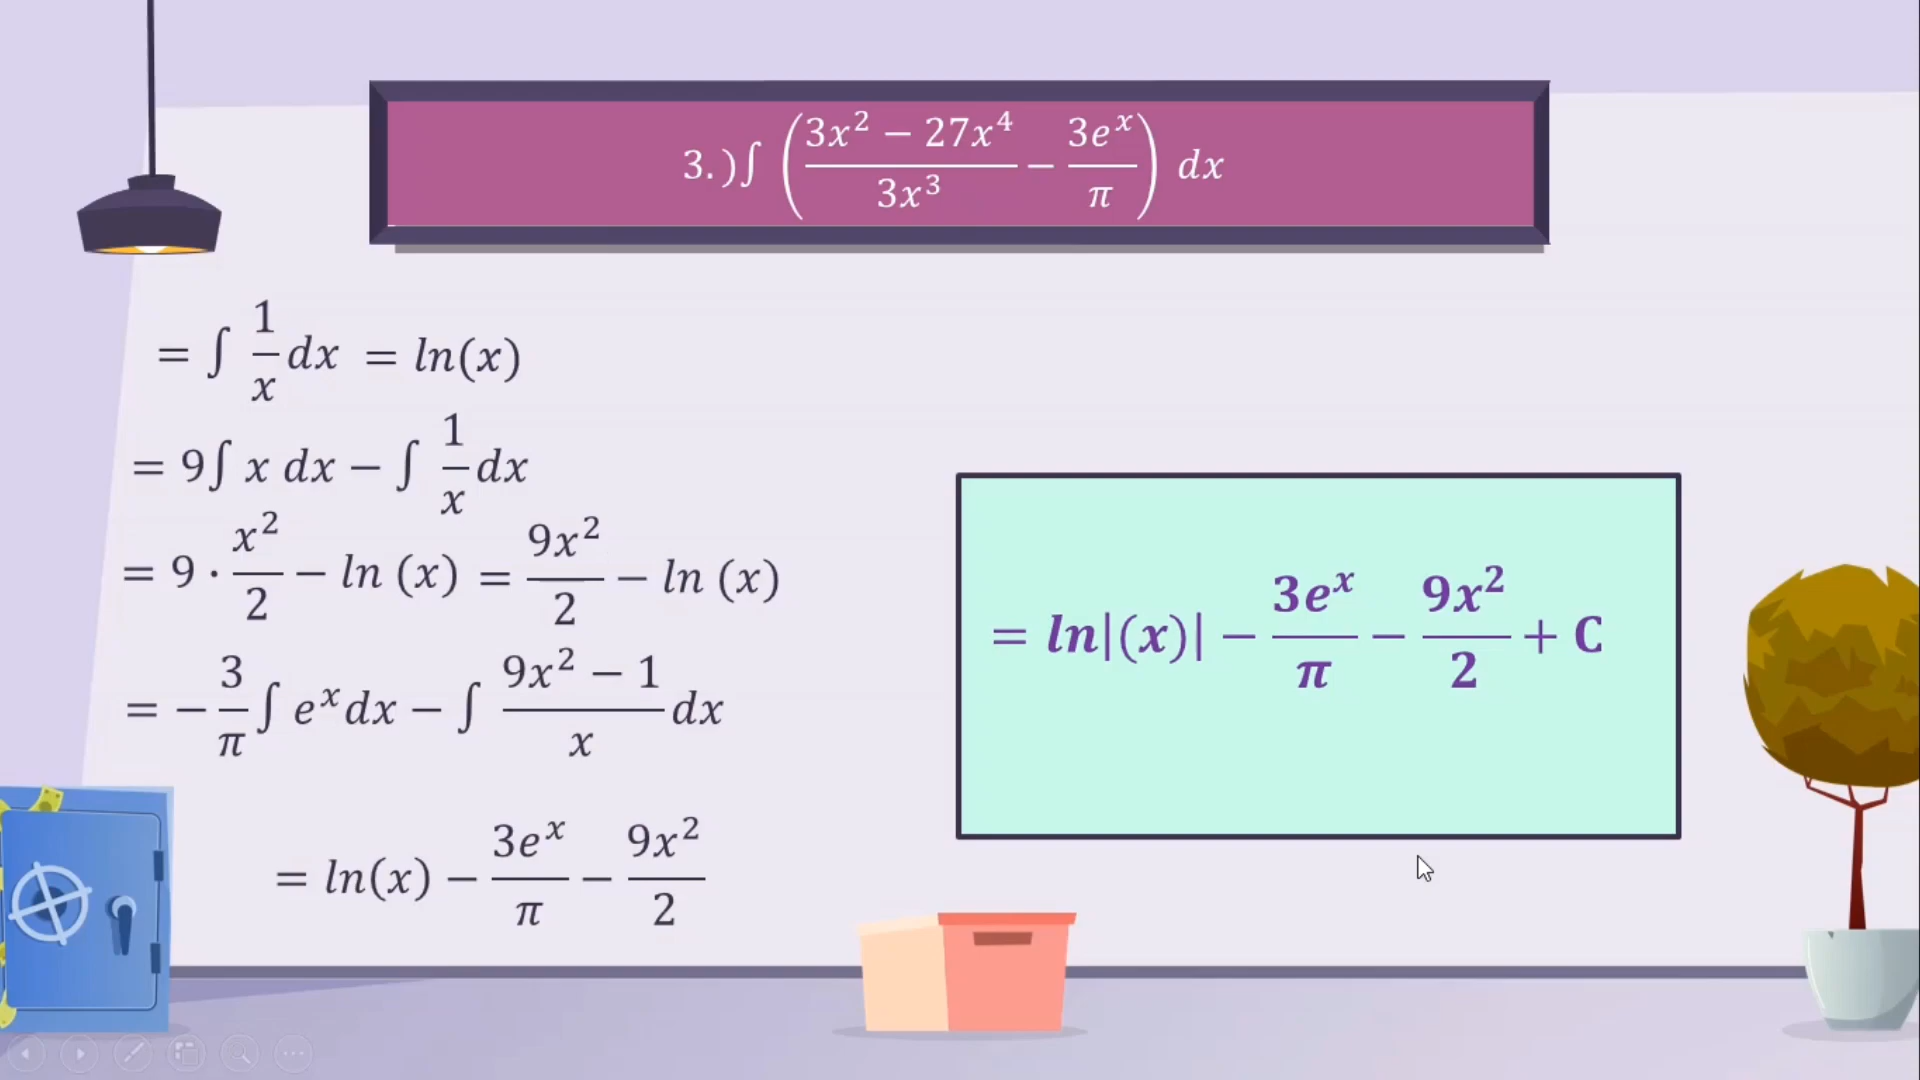 3.)∫ ((3x² − 27x⁴)/(3x³) − (3eˣ)/π) dx
= ∫ 1/x dx = ln(x)
= 9∫ x dx − ∫ 1/x dx
= 9 · x²/2 − ln (x) = 9x²/2 − ln (x)
= −3/π ∫ eˣdx − ∫ (9x² − 1)/x dx
= ln(x) − 3eˣ/π − 9x²/2
= ln|(x)| − 3eˣ/π − 9x²/2 + C